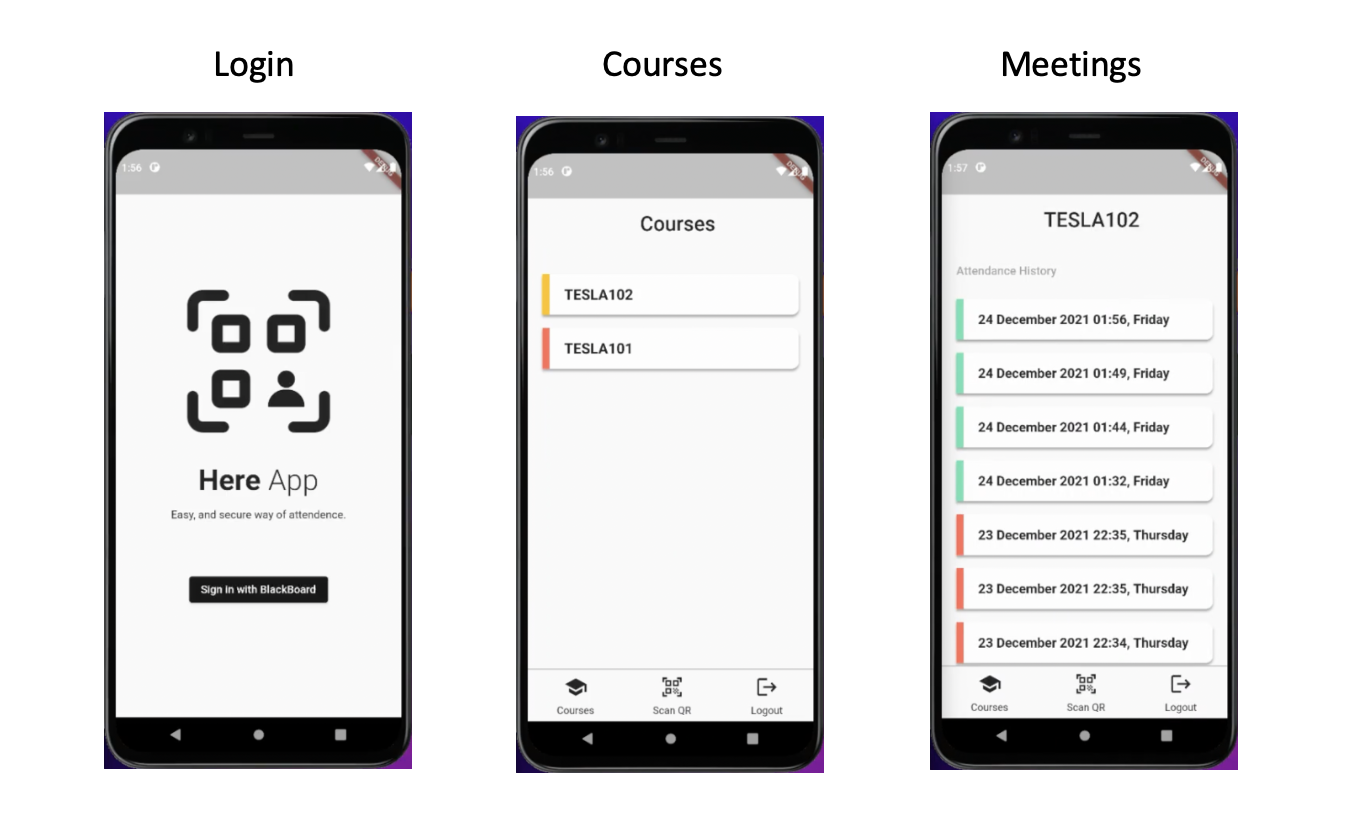 Login
Courses
Meetings
1:56
DEBUG
Here App
Easy, and secure way of attendence.
Sign in with BlackBoard
1:56
DEBUG
Courses
TESLA102
TESLA101
Courses
Scan QR
Logout
1:57
DEBUG
TESLA102
Attendance History
24 December 2021 01:56, Friday
24 December 2021 01:49, Friday
24 December 2021 01:44, Friday
24 December 2021 01:32, Friday
23 December 2021 22:35, Thursday
23 December 2021 22:35, Thursday
23 December 2021 22:34, Thursday
Courses
Scan QR
Logout